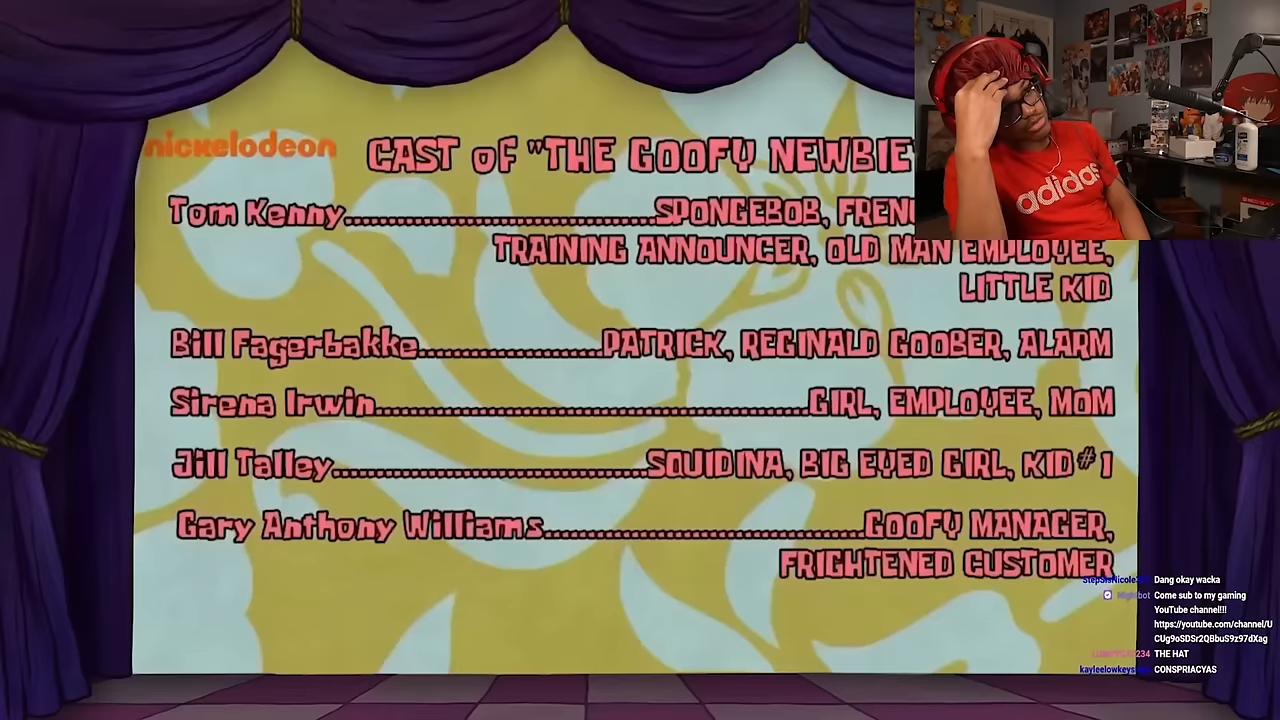 nickelodeon
CAST OF "THE GOOFY NEWBIE
Tom Kenny..............................SPONGEBOB,
TRAINING ANNOUNCER, OLD MAN EMPLOYEE,
LITTLE KID
Bill Fagerbakke..................PATRICK, REGINALD GOOBER, ALARM
Sirena Irwin..........................................GIRL, EMPLOYEE, MOM
Jill Talley..............................SQUIDINA, BIG EYED GIRL, KID #1
Gary Anthony Williams..............................GOOFY MANAGER,
FRIGHTENED CUSTOMER
adidas
Dang okay wacka
Nightbot Come sub to my gaming
YouTube channel!!!
https://youtube.com/channel/U
CUg9oSDSr2QBbuS9z97dXag
THE HAT
CONSPRIACYAS